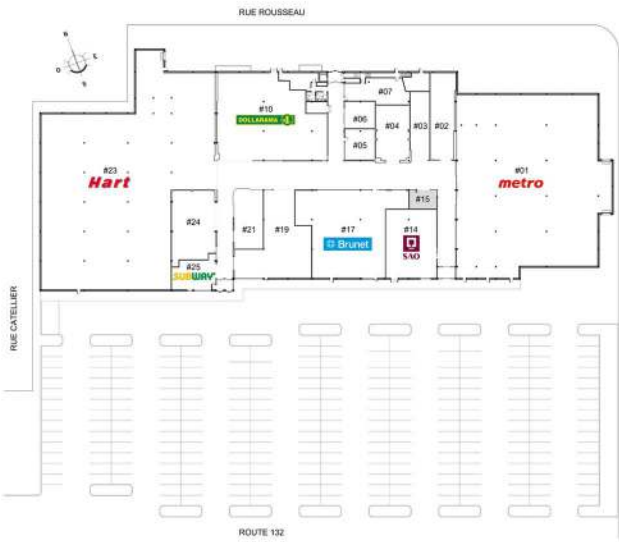 RUE ROUSSEAU
N
E
S
O
#10
DOLLARAMA
#07
#06
#05
#04
#03
#02
#23
Hart
#01
metro
#15
#24
#21
#19
#17
Brunet
#14
SAQ
#25
SUBWAY
RUE CATELLIER
ROUTE 132